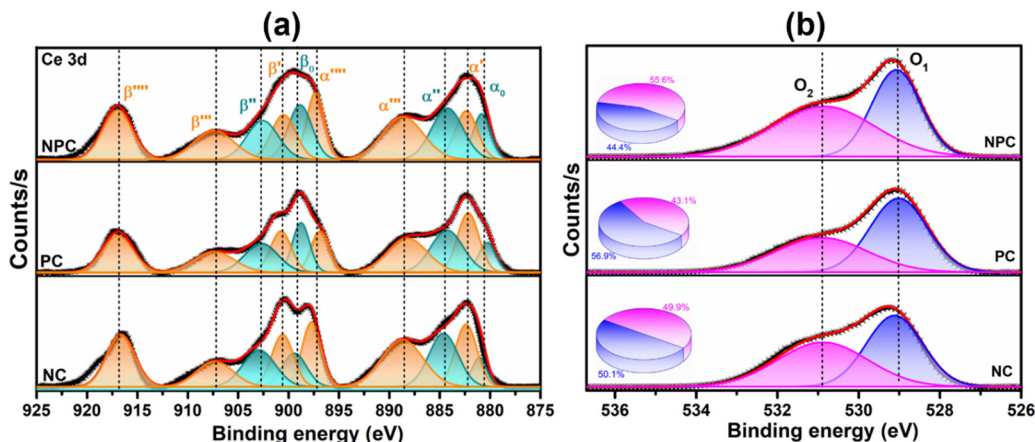 (a)
(b)
Ce 3d
β''''
β'''
β''
β'
β₀
α''''
α'''
α''
α'
α₀
NPC
PC
NC
Counts/s
925 920 915 910 905 900 895 890 885 880 875
Binding energy (eV)
55.6%
44.4%
O₂
O₁
NPC
43.1%
56.9%
PC
49.9%
50.1%
NC
Counts/s
536 534 532 530 528 526
Binding energy (eV)